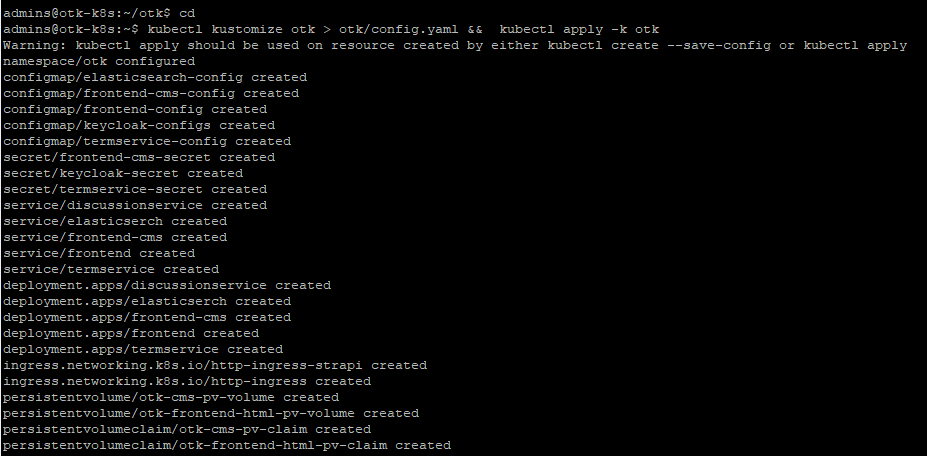 admins@otk-k8s:~/otk$ cd
admins@otk-k8s:~$ kubectl kustomize otk > otk/config.yaml &&  kubectl apply -k otk
Warning: kubectl apply should be used on resource created by either kubectl create --save-config or kubectl apply
namespace/otk configured
configmap/elasticsearch-config created
configmap/frontend-cms-config created
configmap/frontend-config created
configmap/keycloak-configs created
configmap/termservice-config created
secret/frontend-cms-secret created
secret/keycloak-secret created
secret/termservice-secret created
service/discussionservice created
service/elasticserch created
service/frontend-cms created
service/frontend created
service/termservice created
deployment.apps/discussionservice created
deployment.apps/elasticserch created
deployment.apps/frontend-cms created
deployment.apps/frontend created
deployment.apps/termservice created
ingress.networking.k8s.io/http-ingress-strapi created
ingress.networking.k8s.io/http-ingress created
persistentvolume/otk-cms-pv-volume created
persistentvolume/otk-frontend-html-pv-volume created
persistentvolumeclaim/otk-cms-pv-claim created
persistentvolumeclaim/otk-frontend-html-pv-claim created